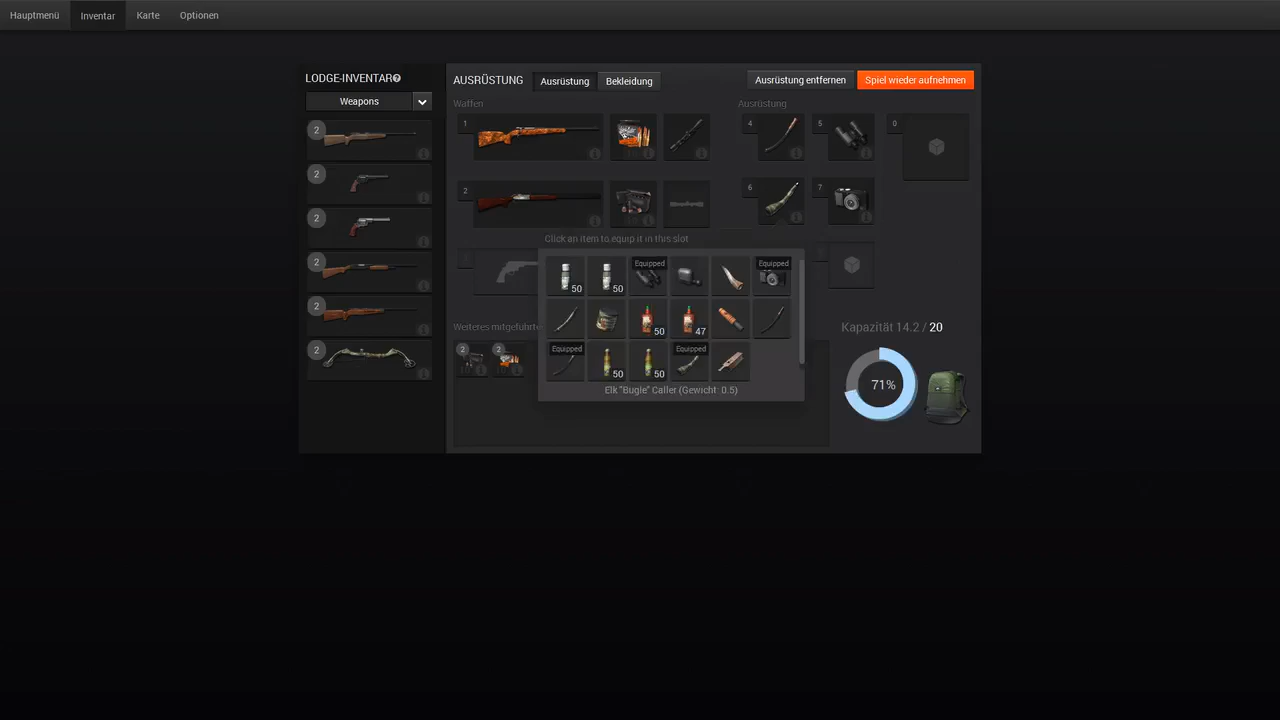 Hauptmenü Inventar Karte Optionen
LODGE-INVENTAR
Weapons
2
2
2
2
2
2
AUSRÜSTUNG Ausrüstung Bekleidung Ausrüstung entfernen Spiel wieder aufnehmen
Waffen Ausrüstung
1 4 5 0
2 6 7
Click an item to equip it in this slot
Equipped Equipped
50 50
50 47
Equipped Equipped
50 50
Elk "Bugle" Caller (Gewicht: 0.5)
Weiteres mitgeführte
2 2
Kapazität 14.2 / 20
71%